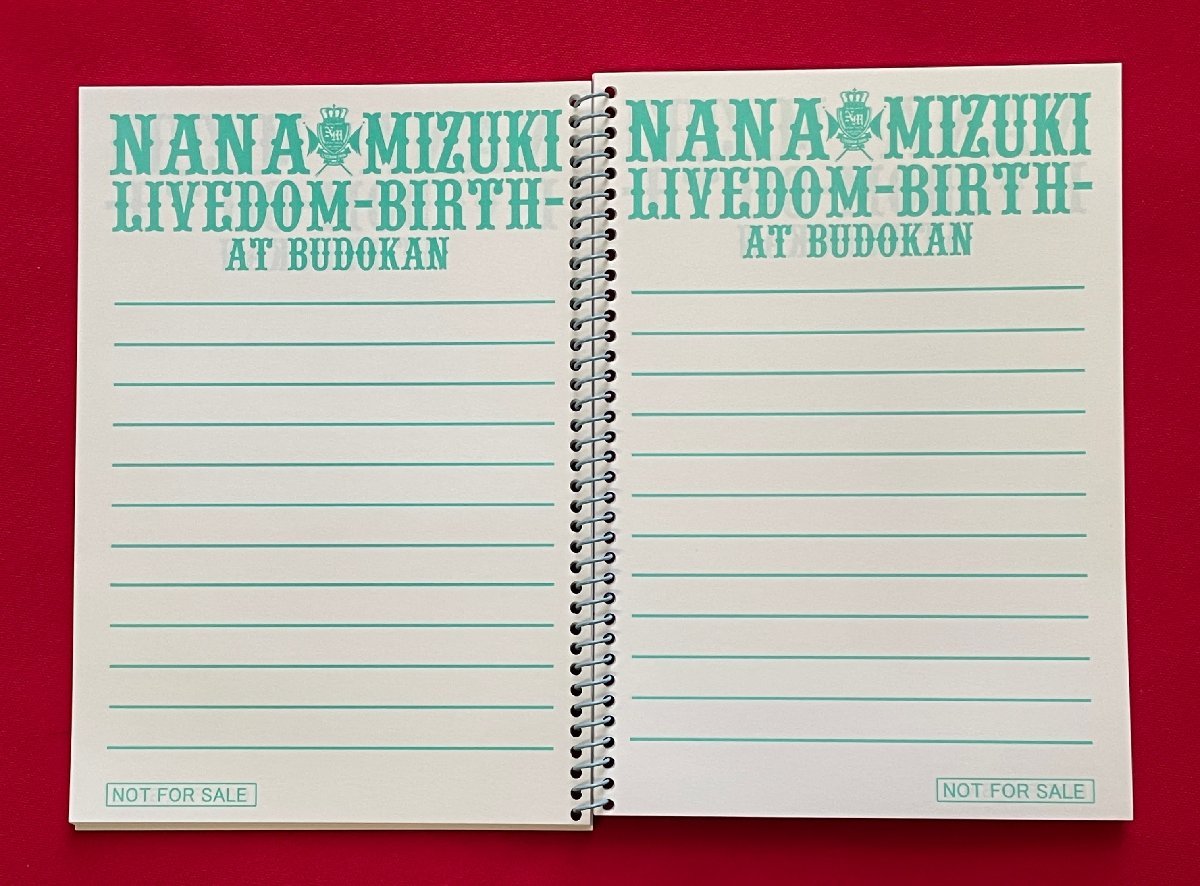 NANA MIZUKI
LIVEDOM-BIRTH-
AT BUDOKAN
NOT FOR SALE
NANA MIZUKI
LIVEDOM-BIRTH-
AT BUDOKAN
NOT FOR SALE